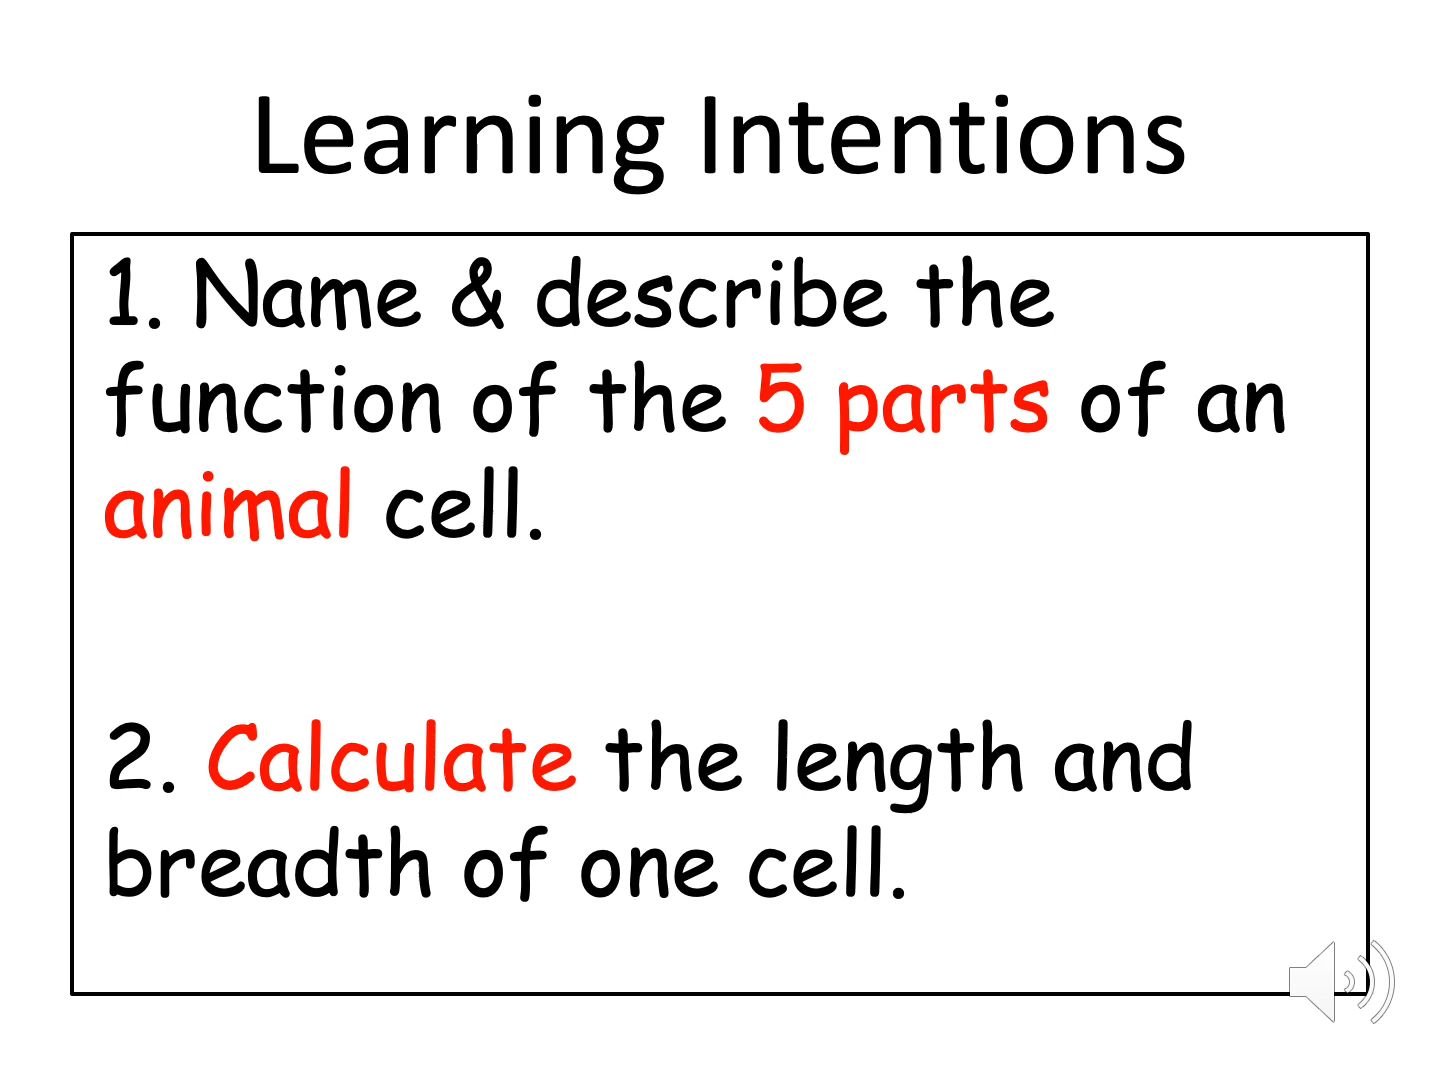 Learning Intentions
1. Name & describe the
function of the 5 parts of an
animal cell.
2. Calculate the length and
breadth of one cell.